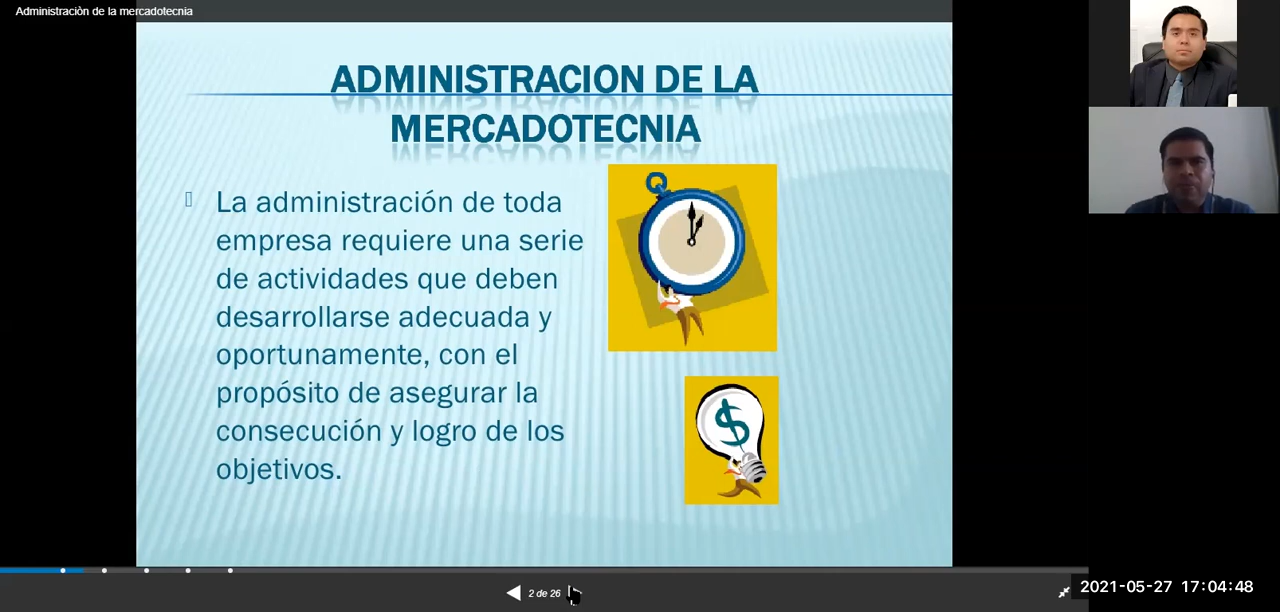 Administraciòn de la mercadotecnia
ADMINISTRACION DE LA
MERCADOTECNIA
La administración de toda
empresa requiere una serie
de actividades que deben
desarrollarse adecuada y
oportunamente, con el
propósito de asegurar la
consecución y logro de los
objetivos.
$
2 de 26
2021-05-27 17:04:48